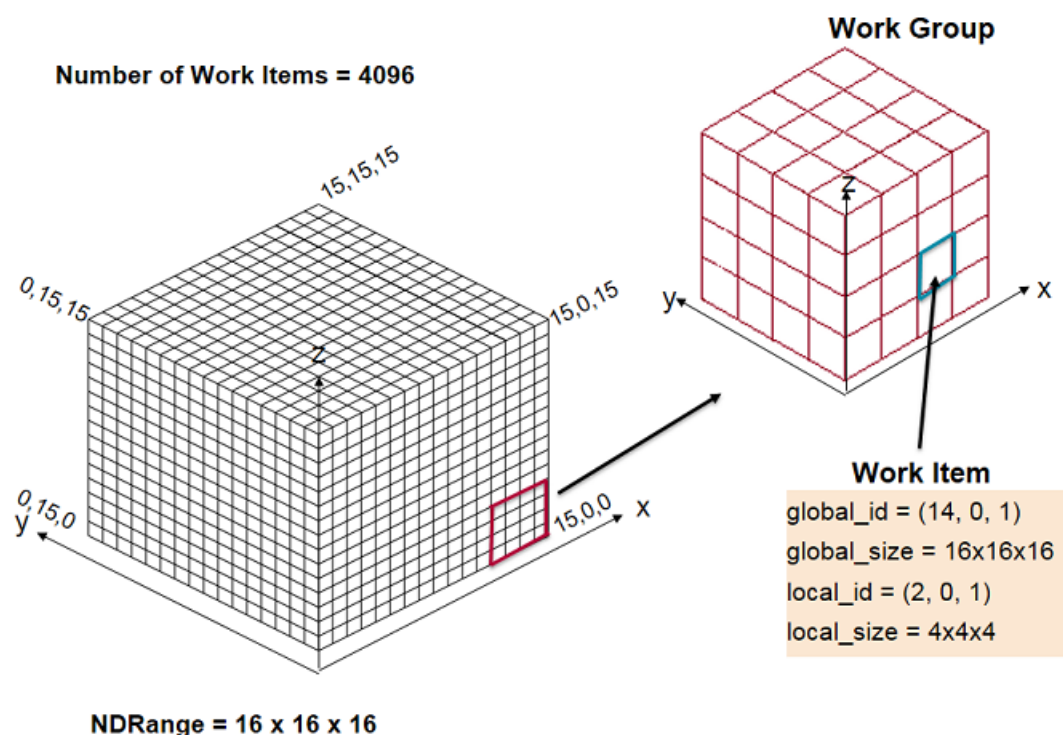 Work Group
Number of Work Items = 4096
z
y
x
15,15,15
0,15,15
15,0,15
z
0,15,0
y
15,0,0
x
Work Item
global_id = (14, 0, 1)
global_size = 16x16x16
local_id = (2, 0, 1)
local_size = 4x4x4
NDRange = 16 x 16 x 16